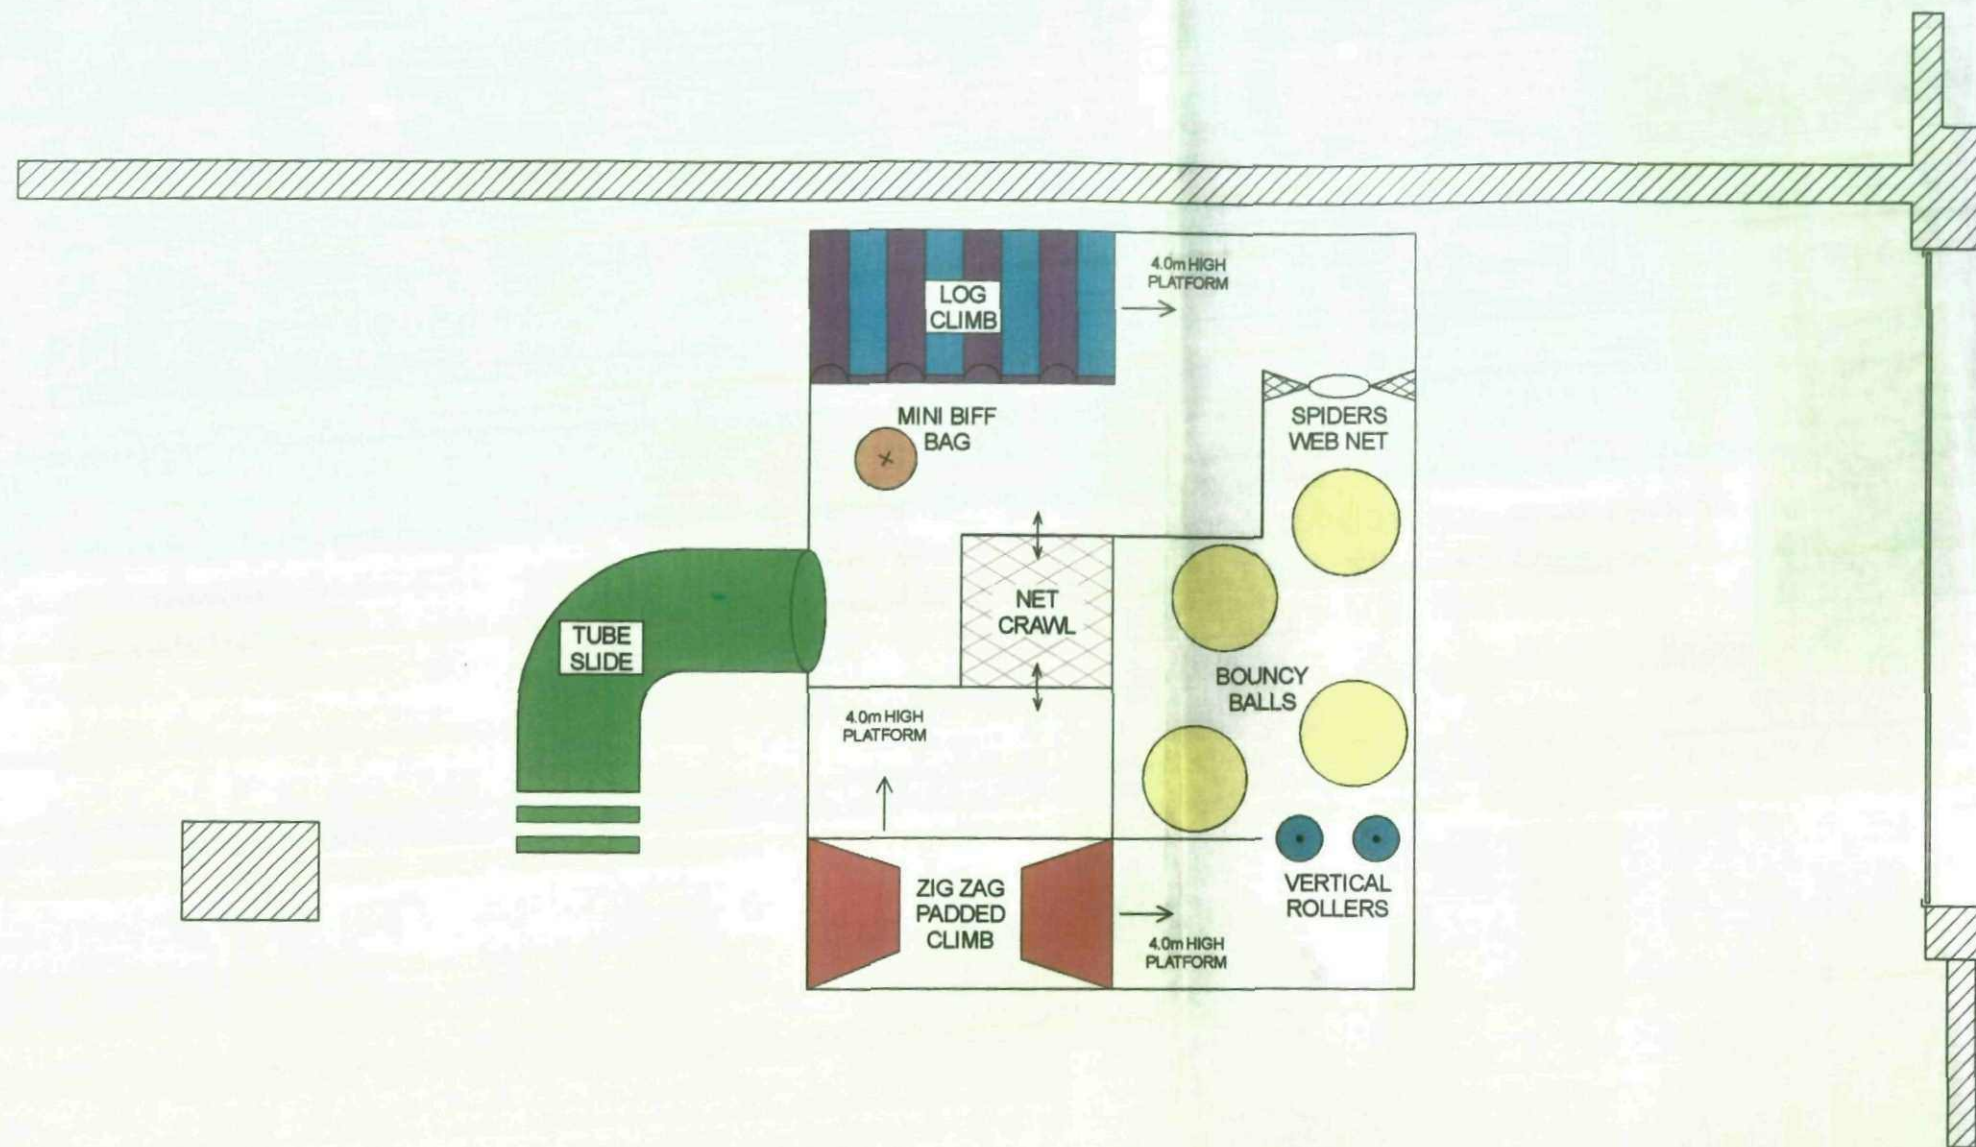 4.0m HIGH
PLATFORM
LOG
CLIMB
MINI BIFF
BAG
SPIDERS
WEB NET
NET
CRAWL
TUBE
SLIDE
BOUNCY
BALLS
4.0m HIGH
PLATFORM
ZIG ZAG
PADDED
CLIMB
VERTICAL
ROLLERS
4.0m HIGH
PLATFORM